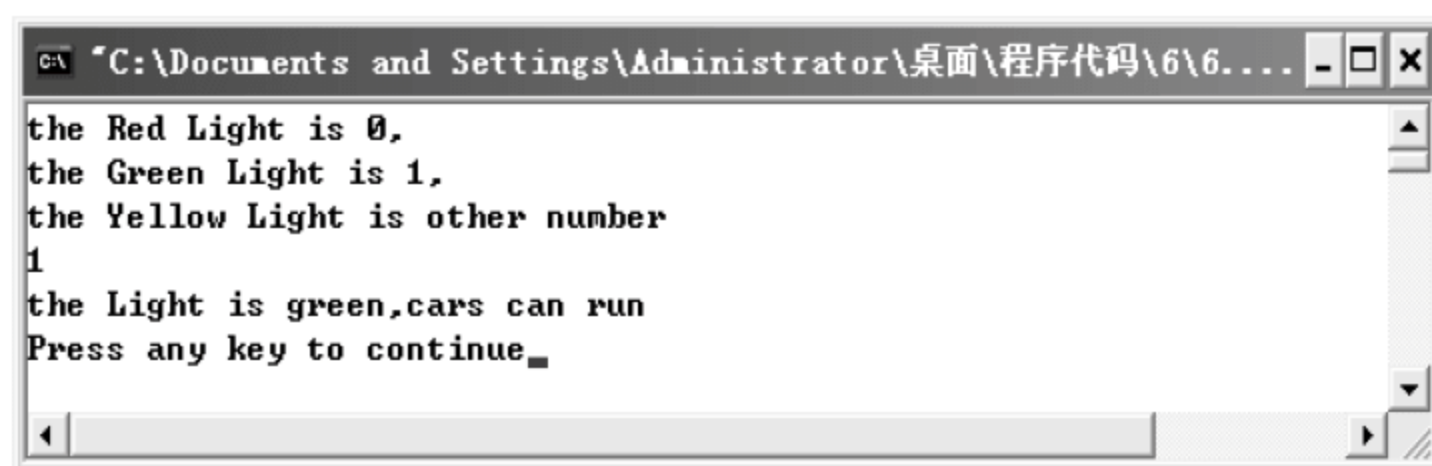 "C:\Documents and Settings\Administrator\桌面\程序代码\6\6....
the Red Light is 0,
the Green Light is 1,
the Yellow Light is other number
1
the Light is green,cars can run
Press any key to continue_